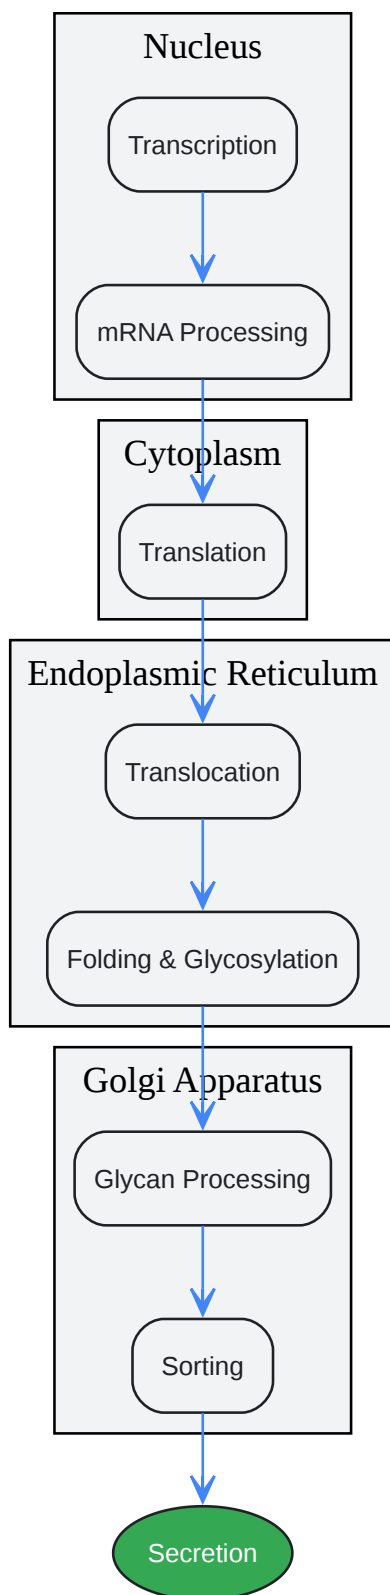 Nucleus
Transcription
mRNA Processing
Cytoplasm
Translation
Endoplasmic Reticulum
Translocation
Folding & Glycosylation
Golgi Apparatus
Glycan Processing
Sorting
Secretion